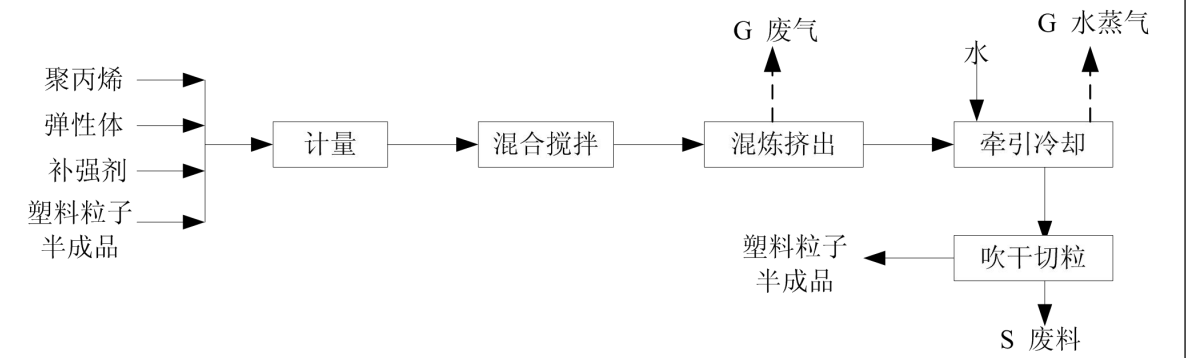 G 废气
G 水蒸气
水
聚丙烯
弹性体
补强剂
塑料粒子
半成品
计量
混合搅拌
混炼挤出
牵引冷却
塑料粒子
半成品
吹干切粒
S 废料